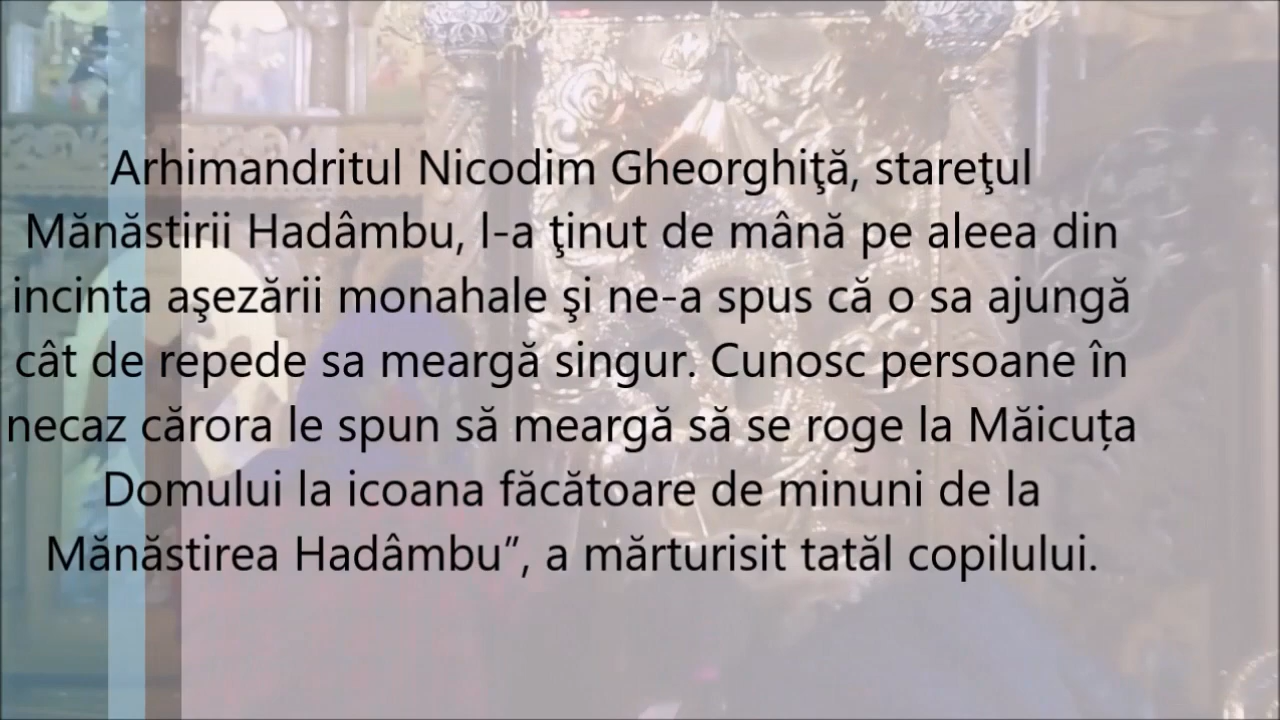 Arhimandritul Nicodim Gheorghiţă, stareţul
Mănăstirii Hadâmbu, l-a ţinut de mână pe aleea din
incinta aşezării monahale şi ne-a spus că o sa ajungă
cât de repede sa meargă singur. Cunosc persoane în
necaz cărora le spun să meargă să se roge la Măicuța
Domului la icoana făcătoare de minuni de la
Mănăstirea Hadâmbu”, a mărturisit tatăl copilului.